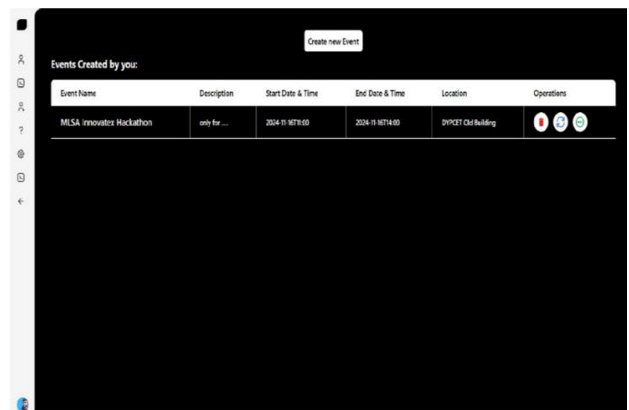 Create new Event
Events Created by you:
Event Name Description Start Date & Time End Date & Time Location Operations
MLSA Innovatex Hackathon only for .... 2024-11-16T11:00 2024-11-16T14:00 DYPCET Old Building
?